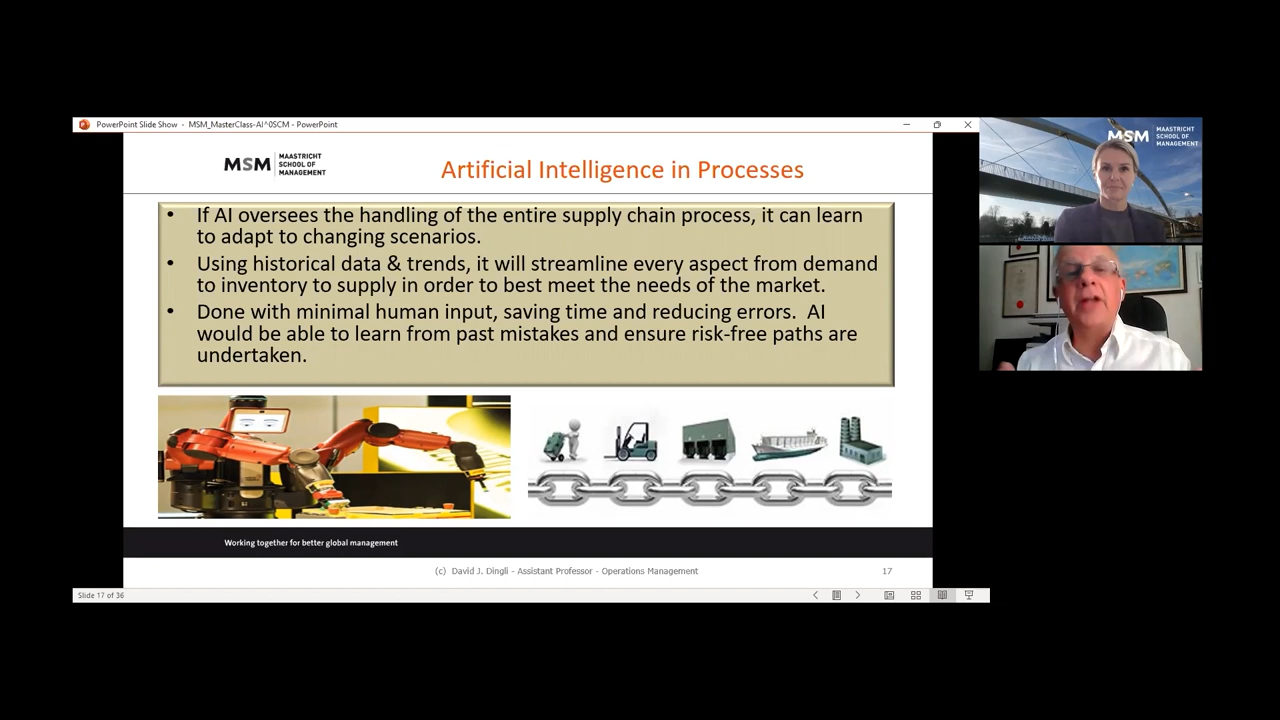 PowerPoint Slide Show - MSM_MasterClass-AI^0SCM - PowerPoint
MSM
MAASTRICHT
SCHOOL OF
MANAGEMENT
Artificial Intelligence in Processes
• If AI oversees the handling of the entire supply chain process, it can learn
to adapt to changing scenarios.
• Using historical data & trends, it will streamline every aspect from demand
to inventory to supply in order to best meet the needs of the market.
• Done with minimal human input, saving time and reducing errors. AI
would be able to learn from past mistakes and ensure risk-free paths are
undertaken.
Working together for better global management
(c) David J. Dingli - Assistant Professor - Operations Management
17
Slide 17 of 36
MSM
MAASTRICHT
SCHOOL OF
MANAGEMENT